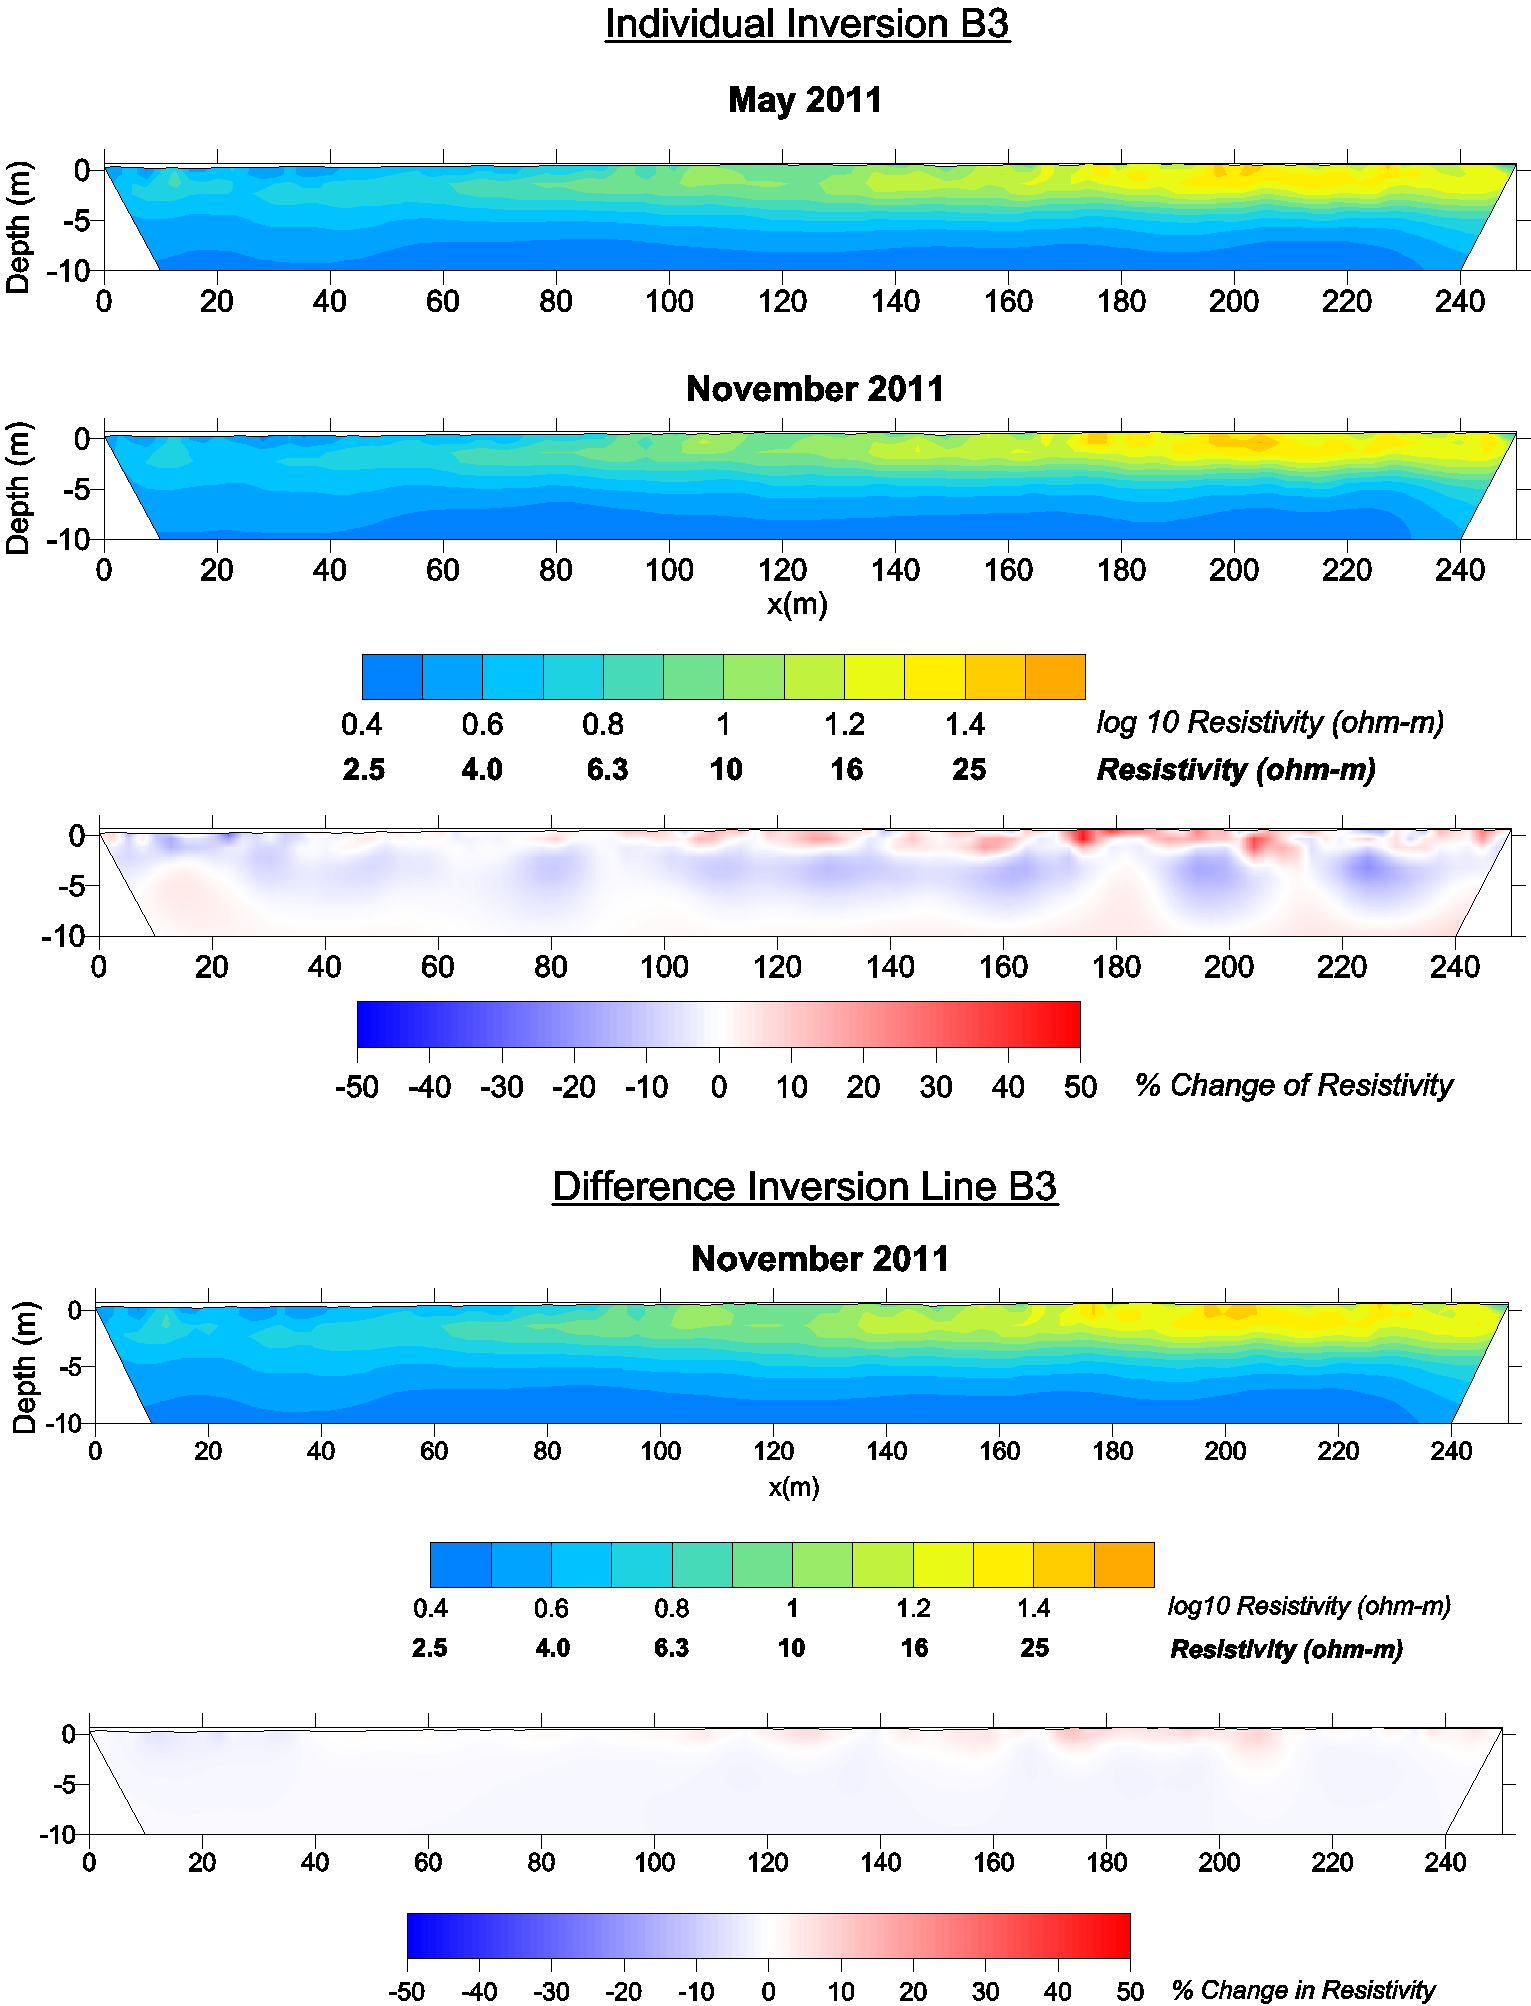 Individual Inversion B3
May 2011
Depth (m)
0
-5
-10
0 20 40 60 80 100 120 140 160 180 200 220 240
November 2011
Depth (m)
0
-5
-10
0 20 40 60 80 100 120 140 160 180 200 220 240
x(m)
0.4 0.6 0.8 1 1.2 1.4 log 10 Resistivity (ohm-m)
2.5 4.0 6.3 10 16 25 Resistivity (ohm-m)
0
-5
-10
0 20 40 60 80 100 120 140 160 180 200 220 240
-50 -40 -30 -20 -10 0 10 20 30 40 50 % Change of Resistivity
Difference Inversion Line B3
November 2011
Depth (m)
0
-5
-10
0 20 40 60 80 100 120 140 160 180 200 220 240
x(m)
0.4 0.6 0.8 1 1.2 1.4 log10 Resistivity (ohm-m)
2.5 4.0 6.3 10 16 25 Resistivity (ohm-m)
0
-5
-10
0 20 40 60 80 100 120 140 160 180 200 220 240
-50 -40 -30 -20 -10 0 10 20 30 40 50 % Change in Resistivity